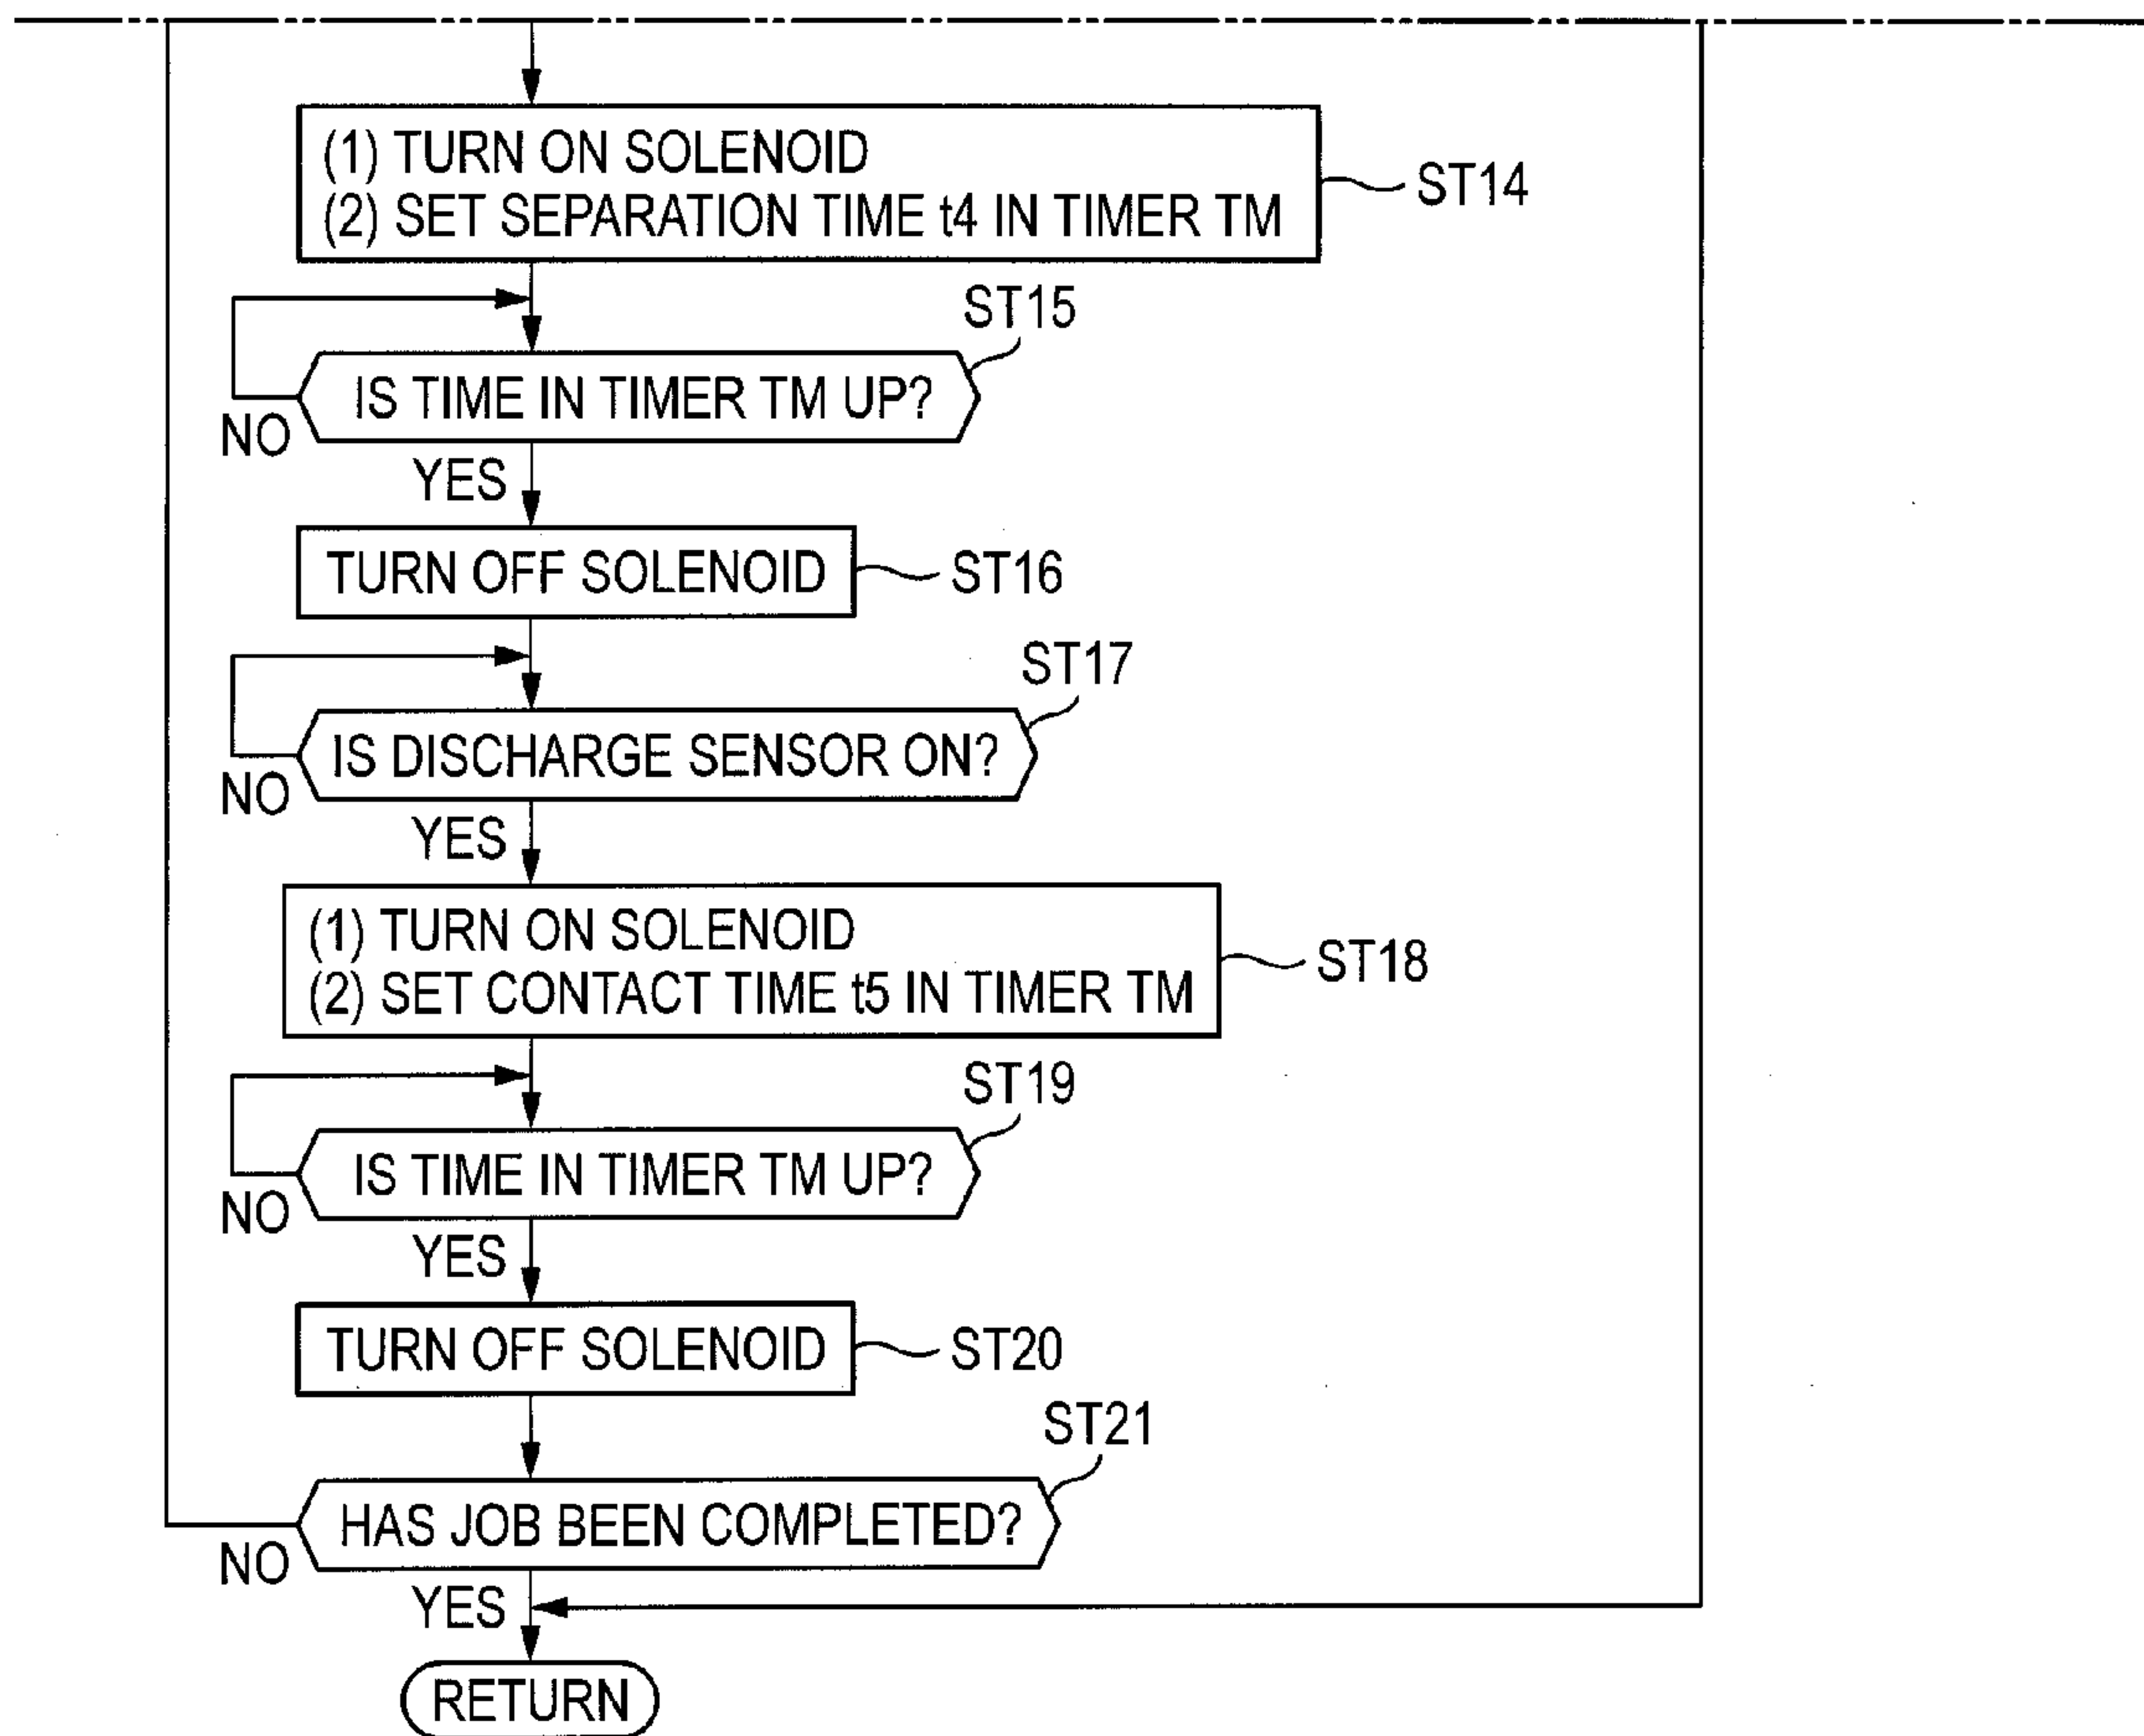 (1) TURN ON SOLENOID
(2) SET SEPARATION TIME t4 IN TIMER TM
ST14
ST15
IS TIME IN TIMER TM UP?
NO
YES
TURN OFF SOLENOID
ST16
ST17
IS DISCHARGE SENSOR ON?
NO
YES
(1) TURN ON SOLENOID
(2) SET CONTACT TIME t5 IN TIMER TM
ST18
ST19
IS TIME IN TIMER TM UP?
NO
YES
TURN OFF SOLENOID
ST20
ST21
HAS JOB BEEN COMPLETED?
NO
YES
RETURN